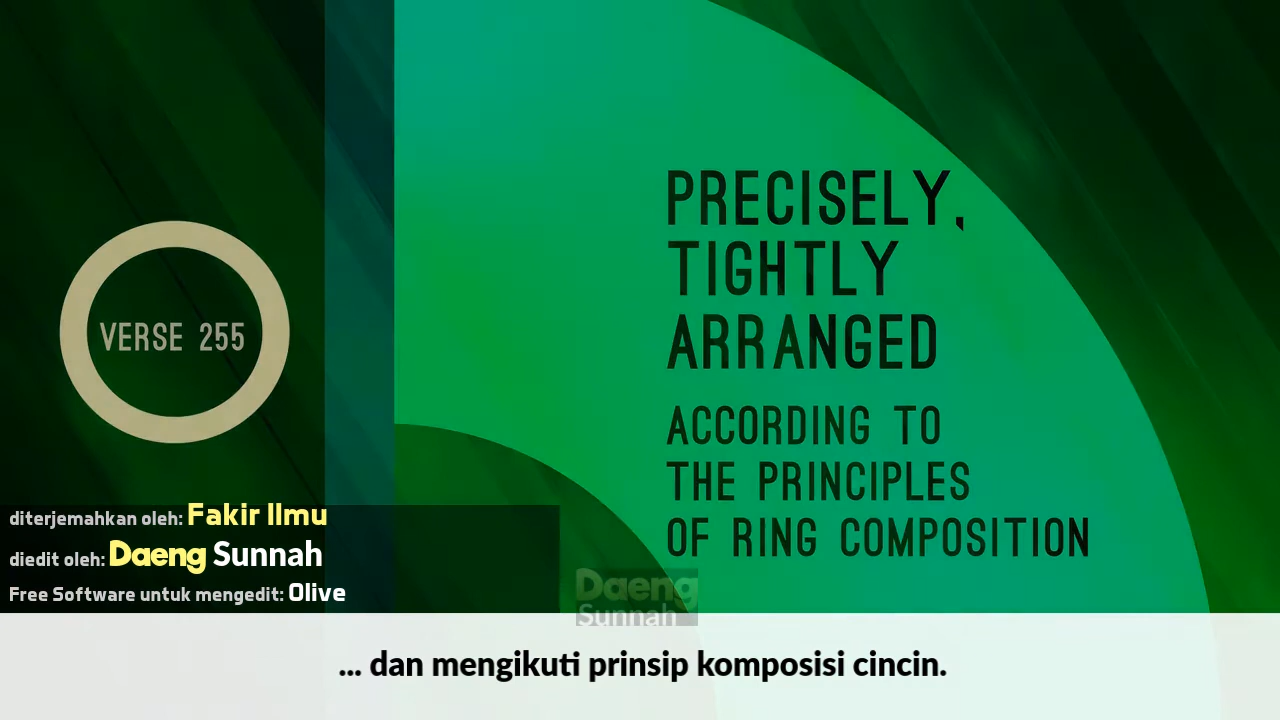 PRECISELY,
TIGHTLY
ARRANGED
ACCORDING TO
THE PRINCIPLES
OF RING COMPOSITION
VERSE 255
diterjemahkan oleh: Fakir Ilmu
diedit oleh: Daeng Sunnah
Free Software untuk mengedit: Olive
Daeng
Sunnah
... dan mengikuti prinsip komposisi cincin.